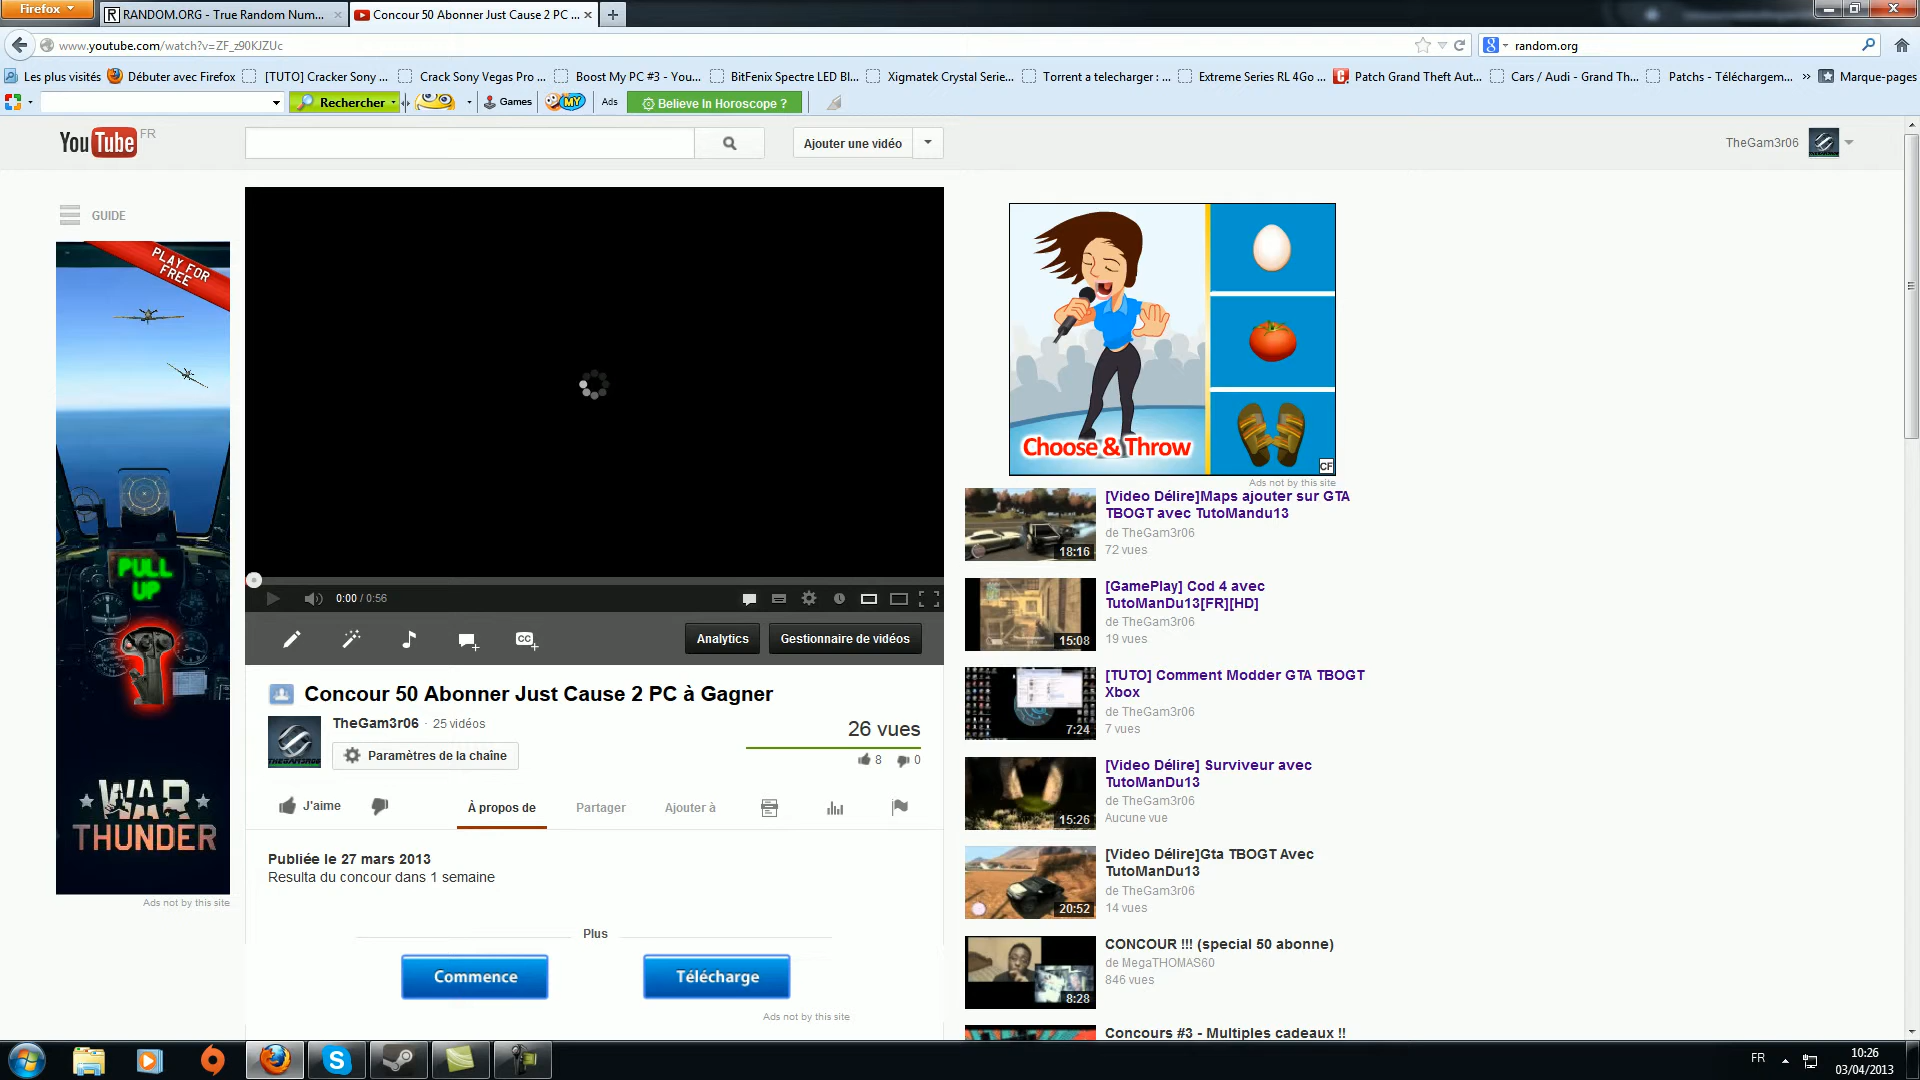 Firefox
RANDOM.ORG - True Random Num...
Concour 50 Abonner Just Cause 2 PC ...
www.youtube.com/watch?v=ZF_z90KJZUc
random.org
Les plus visités
Débuter avec Firefox
[TUTO] Cracker Sony ...
Crack Sony Vegas Pro ...
Boost My PC #3 - You...
BitFenix Spectre LED Bl...
Xigmatek Crystal Serie...
Torrent a telecharger : ...
Extreme Series RL 4Go ...
Patch Grand Theft Aut...
Cars / Audi - Grand Th...
Patchs - Téléchargem...
Marque-pages
Rechercher
Games
MY
Ads
Believe In Horoscope ?
YouTube FR
Ajouter une vidéo
TheGam3r06
GUIDE
PLAY FOR
FREE
PULL
UP
WAR
THUNDER
Ads not by this site
0:00 / 0:56
CC
Analytics
Gestionnaire de vidéos
Concour 50 Abonner Just Cause 2 PC à Gagner
TheGam3r06 · 25 vidéos
26 vues
Paramètres de la chaîne
8
0
J'aime
À propos de
Partager
Ajouter à
Publiée le 27 mars 2013
Resulta du concour dans 1 semaine
Plus
Commence
Télécharge
Ads not by this site
Choose & Throw
CF
Ads not by this site
[Video Délire]Maps ajouter sur GTA
TBOGT avec TutoMandu13
de TheGam3r06
72 vues
18:16
[GamePlay] Cod 4 avec
TutoManDu13[FR][HD]
de TheGam3r06
19 vues
15:08
[TUTO] Comment Modder GTA TBOGT
Xbox
de TheGam3r06
7 vues
7:24
[Video Délire] Surviveur avec
TutoManDu13
de TheGam3r06
Aucune vue
15:26
[Video Délire]Gta TBOGT Avec
TutoManDu13
de TheGam3r06
14 vues
20:52
CONCOUR !!! (special 50 abonne)
de MegaTHOMAS60
846 vues
8:28
Concours #3 - Multiples cadeaux !!
FR
10:26
03/04/2013